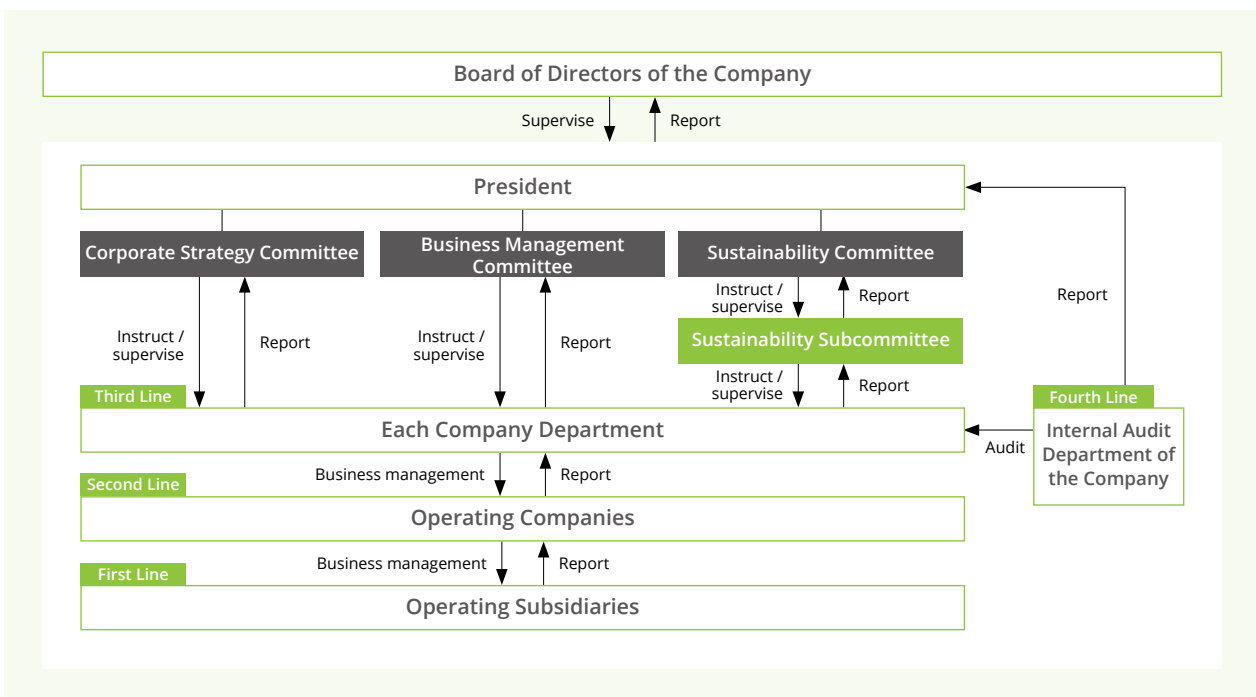 Board of Directors of the Company
Supervise
Report
President
Corporate Strategy Committee
Business Management
Committee
Sustainability Committee
Instruct /
supervise
Report
Report
Sustainability Subcommittee
Instruct /
supervise
Report
Instruct /
supervise
Report
Instruct /
supervise
Report
Third Line
Each Company Department
Fourth Line
Internal Audit
Department of
the Company
Audit
Business management
Report
Second Line
Operating Companies
Business management
Report
First Line
Operating Subsidiaries